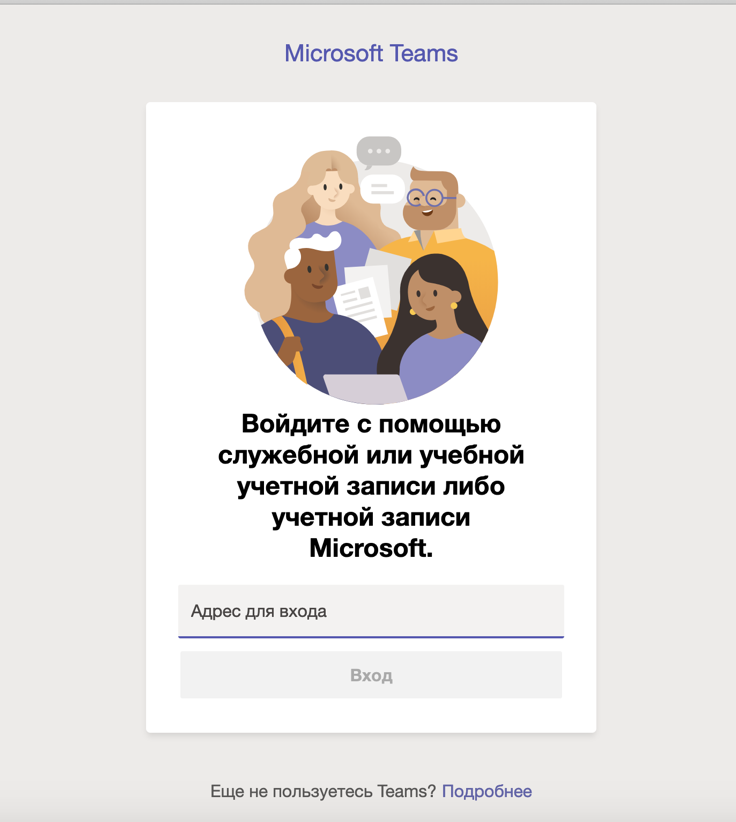 Microsoft Teams
Войдите с помощью
служебной или учебной
учетной записи либо
учетной записи
Microsoft.
Адрес для входа
Вход
Еще не пользуетесь Teams? Подробнее